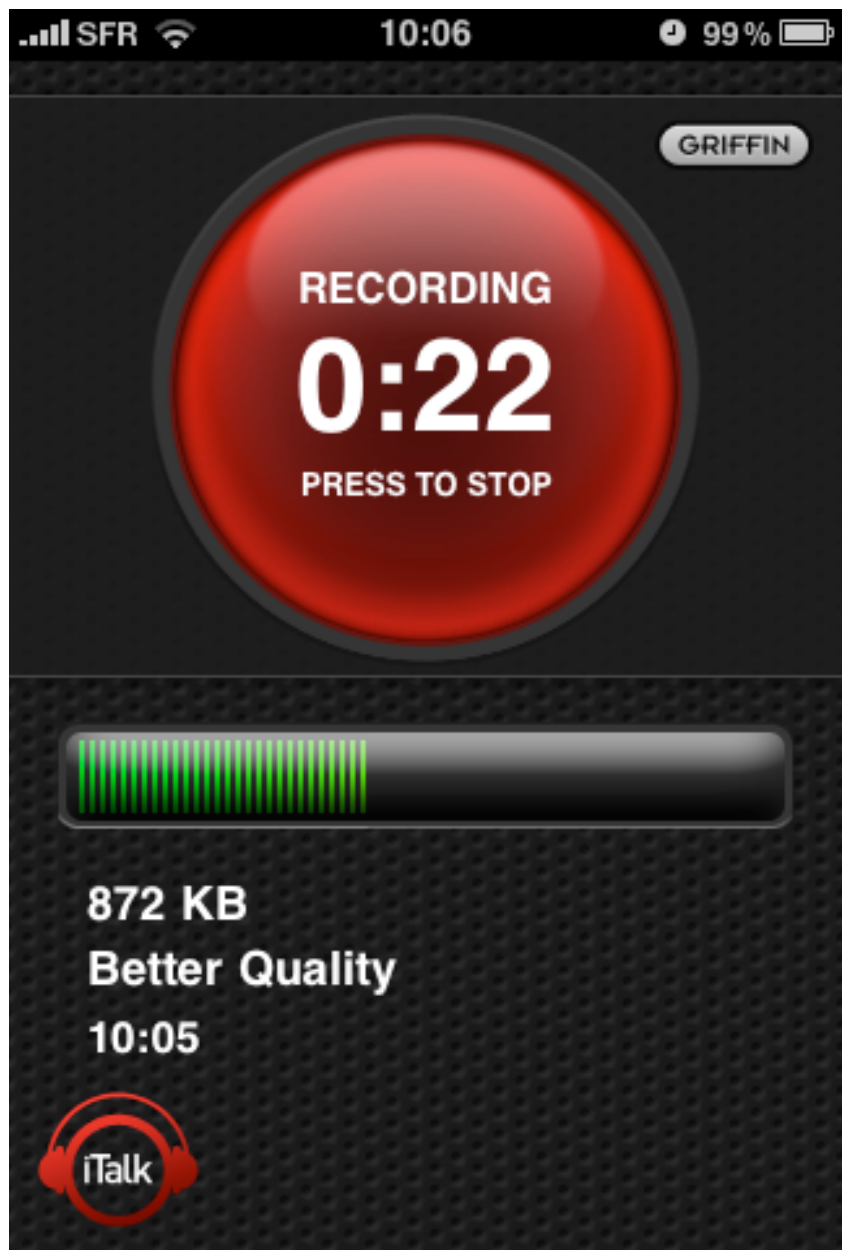 SFR 10:06 99%
GRIFFIN
RECORDING
0:22
PRESS TO STOP
872 KB
Better Quality
10:05
iTalk